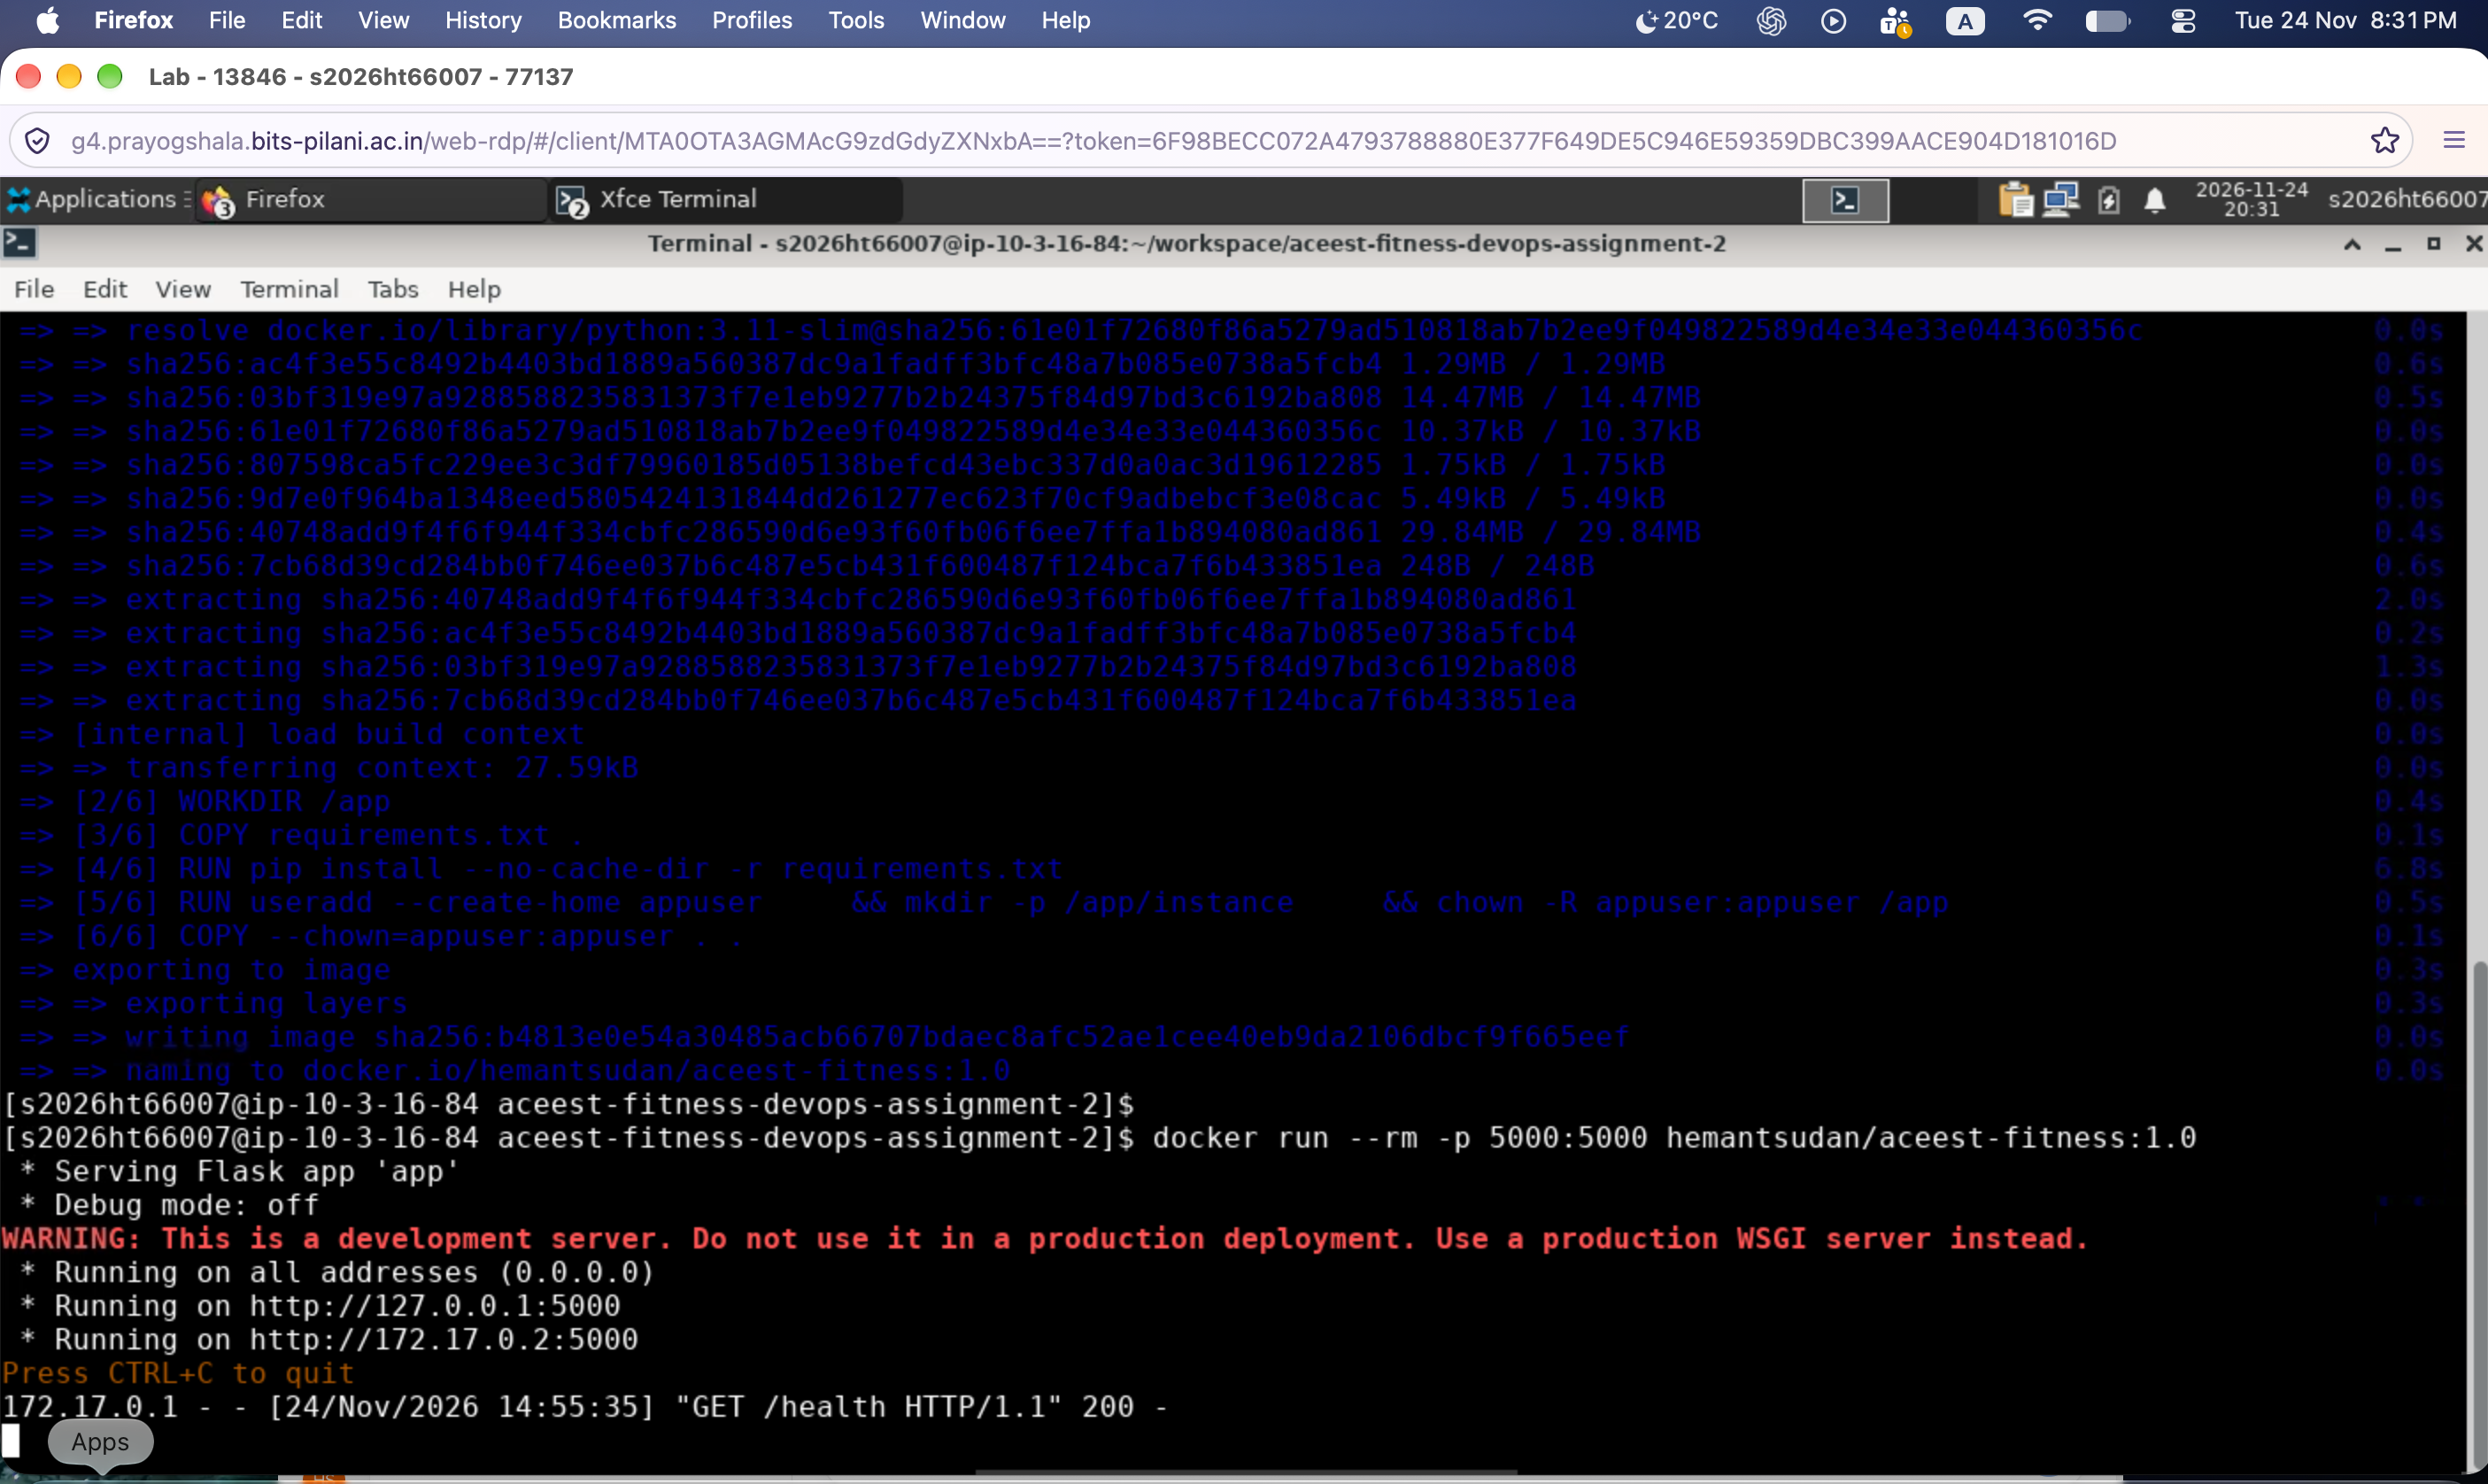 Firefox File Edit View History Bookmarks Profiles Tools Window Help 20°C A Tue 24 Nov 8:31 PM
Lab - 13846 - s2026ht66007 - 77137
g4.prayogshala.bits-pilani.ac.in/web-rdp/#/client/MTA0OTA3AGMAcG9zdGdyZXNxbA==?token=6F98BECC072A4793788880E377F649DE5C946E59359DBC399AACE904D181016D
Applications 3 Firefox 2 Xfce Terminal 2026-11-24 20:31 s2026ht66007
Terminal - s2026ht66007@ip-10-3-16-84:~/workspace/aceest-fitness-devops-assignment-2
File Edit View Terminal Tabs Help
=> => resolve docker.io/library/python:3.11-slim@sha256:61e01f72680f86a5279ad510818ab7b2ee9f049822589d4e34e33e044360356c 0.0s
=> => sha256:ac4f3e55c8492b4403bd1889a560387dc9a1fadff3bfc48a7b085e0738a5fcb4 1.29MB / 1.29MB 0.6s
=> => sha256:03bf319e97a9288588235831373f7e1eb9277b2b24375f84d97bd3c6192ba808 14.47MB / 14.47MB 0.5s
=> => sha256:61e01f72680f86a5279ad510818ab7b2ee9f049822589d4e34e33e044360356c 10.37kB / 10.37kB 0.0s
=> => sha256:807598ca5fc229ee3c3df79960185d05138befcd43ebc337d0a0ac3d19612285 1.75kB / 1.75kB 0.0s
=> => sha256:9d7e0f964ba1348eed5805424131844dd261277ec623f70cf9adbebcf3e08cac 5.49kB / 5.49kB 0.0s
=> => sha256:40748add9f4f6f944f334cbfc286590d6e93f60fb06f6ee7ffa1b894080ad861 29.84MB / 29.84MB 0.4s
=> => sha256:7cb68d39cd284bb0f746ee037b6c487e5cb431f600487f124bca7f6b433851ea 248B / 248B 0.6s
=> => extracting sha256:40748add9f4f6f944f334cbfc286590d6e93f60fb06f6ee7ffa1b894080ad861 2.0s
=> => extracting sha256:ac4f3e55c8492b4403bd1889a560387dc9a1fadff3bfc48a7b085e0738a5fcb4 0.2s
=> => extracting sha256:03bf319e97a9288588235831373f7e1eb9277b2b24375f84d97bd3c6192ba808 1.3s
=> => extracting sha256:7cb68d39cd284bb0f746ee037b6c487e5cb431f600487f124bca7f6b433851ea 0.0s
=> [internal] load build context 0.0s
=> => transferring context: 27.59kB 0.0s
=> [2/6] WORKDIR /app 0.4s
=> [3/6] COPY requirements.txt . 0.1s
=> [4/6] RUN pip install --no-cache-dir -r requirements.txt 6.8s
=> [5/6] RUN useradd --create-home appuser     && mkdir -p /app/instance     && chown -R appuser:appuser /app 0.5s
=> [6/6] COPY --chown=appuser:appuser . . 0.1s
=> exporting to image 0.3s
=> => exporting layers 0.3s
=> => writing image sha256:b4813e0e54a30485acb66707bdaec8afc52ae1cee40eb9da2106dbcf9f665eef 0.0s
=> => naming to docker.io/hemantsudan/aceest-fitness:1.0 0.0s
[s2026ht66007@ip-10-3-16-84 aceest-fitness-devops-assignment-2]$
[s2026ht66007@ip-10-3-16-84 aceest-fitness-devops-assignment-2]$ docker run --rm -p 5000:5000 hemantsudan/aceest-fitness:1.0
* Serving Flask app 'app'
* Debug mode: off
WARNING: This is a development server. Do not use it in a production deployment. Use a production WSGI server instead.
* Running on all addresses (0.0.0.0)
* Running on http://127.0.0.1:5000
* Running on http://172.17.0.2:5000
Press CTRL+C to quit
172.17.0.1 - - [24/Nov/2026 14:55:35] "GET /health HTTP/1.1" 200 -
Apps